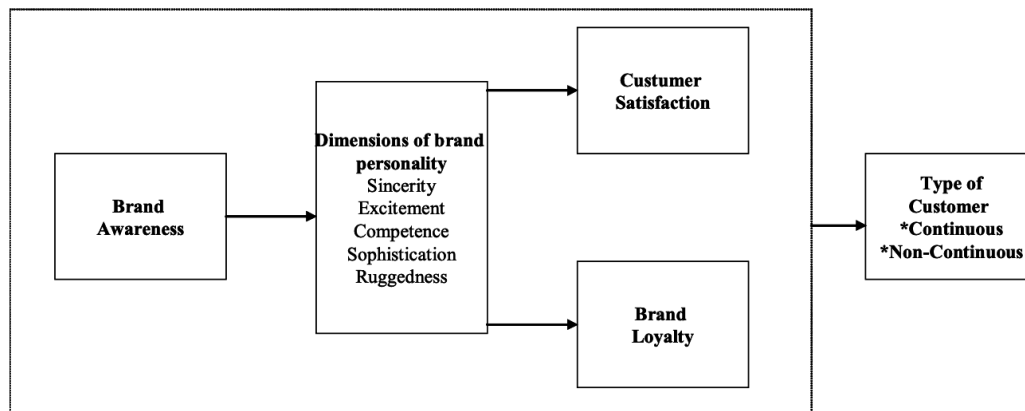 Brand
Awareness
Dimensions of brand
personality
Sincerity
Excitement
Competence
Sophistication
Ruggedness
Custumer
Satisfaction
Brand
Loyalty
Type of
Customer
*Continuous
*Non-Continuous